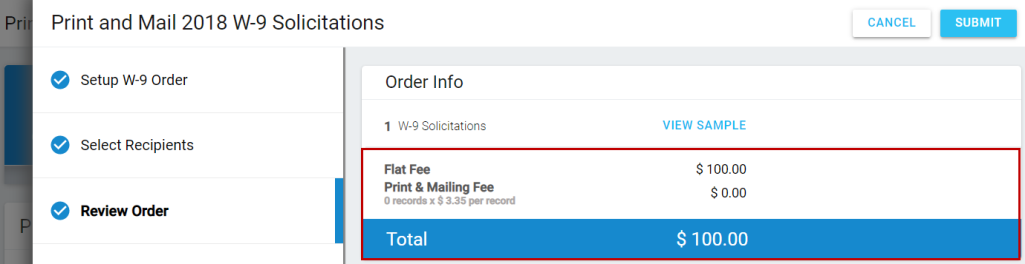 Prin
Print and Mail 2018 W-9 Solicitations
CANCEL
SUBMIT
Setup W-9 Order
Select Recipients
Review Order
P
Order Info
1 W-9 Solicitations VIEW SAMPLE
Flat Fee $ 100.00
Print & Mailing Fee $ 0.00
0 records x $ 3.35 per record
Total $ 100.00